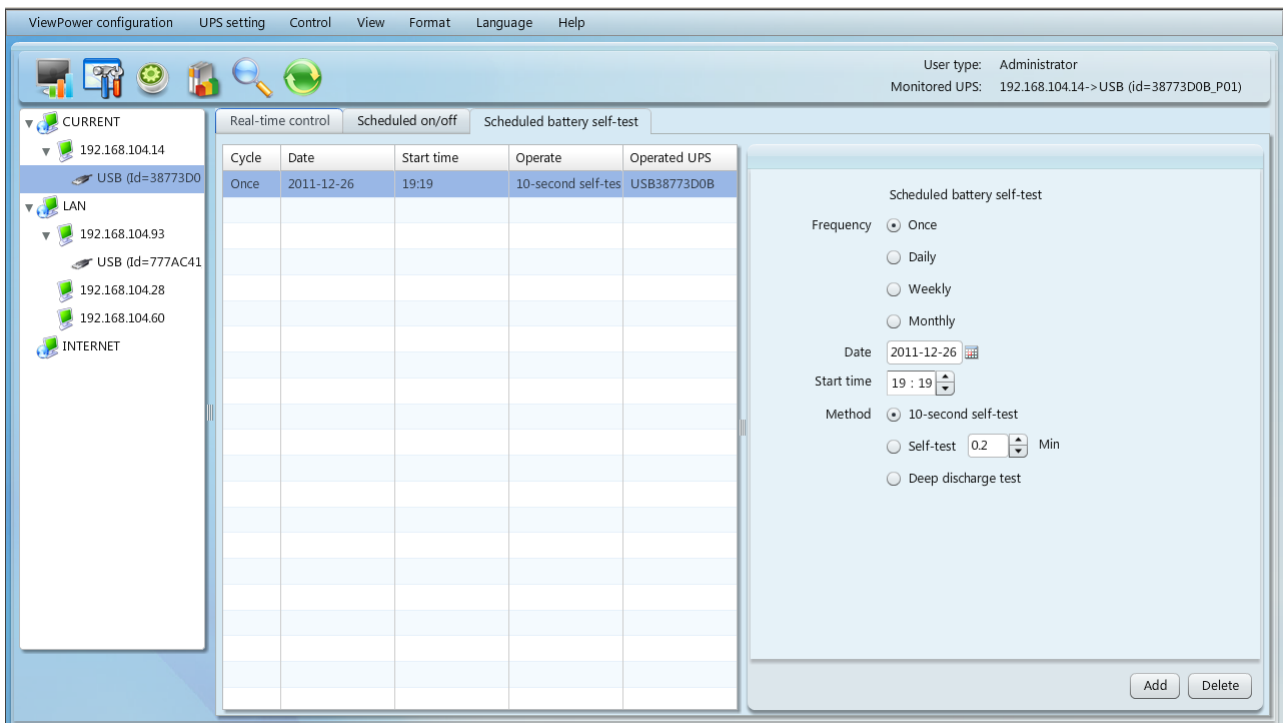 ViewPower configuration UPS setting Control View Format Language Help
User type: Administrator
Monitored UPS: 192.168.104.14->USB (id=38773D0B_P01)
CURRENT
192.168.104.14
USB (Id=38773D0
LAN
192.168.104.93
USB (Id=777AC41
192.168.104.28
192.168.104.60
INTERNET
Real-time control Scheduled on/off Scheduled battery self-test
Cycle Date Start time Operate Operated UPS
Once 2011-12-26 19:19 10-second self-tes USB38773D0B
Scheduled battery self-test
Frequency Once
Daily
Weekly
Monthly
Date 2011-12-26
Start time 19 : 19
Method 10-second self-test
Self-test 0.2 Min
Deep discharge test
Add Delete